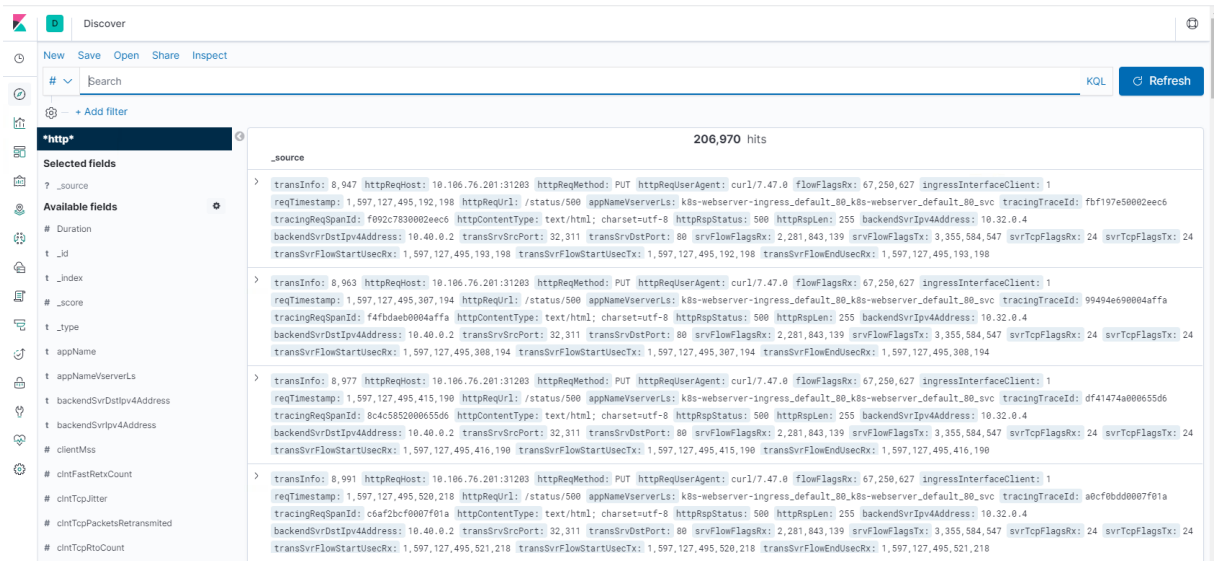 D Discover
New Save Open Share Inspect
# Search KQL Refresh
+ Add filter
*http*
206,970 hits
Selected fields
? _source
Available fields
# Duration
t _id
t _index
# _score
t _type
t appName
t appNameVserverLs
t backendSvrDstIpv4Address
t backendSvrIpv4Address
# clientMss
# clntFastRetxCount
# clntTcpJitter
# clntTcpPacketsRetransmited
# clntTcpRtoCount
_source
transInfo: 8,947 httpReqHost: 10.106.76.201:31203 httpReqMethod: PUT httpReqUserAgent: curl/7.47.0 flowFlagsRx: 67,250,627 ingressInterfaceClient: 1
reqTimestamp: 1,597,127,495,192,198 httpReqUrl: /status/500 appNameVserverLs: k8s-webserver-ingress_default_80_k8s-webserver_default_80_svc tracingTraceId: fbf197e50002eec6
tracingReqSpanId: f092c7830002eec6 httpContentType: text/html; charset=utf-8 httpRspStatus: 500 httpRspLen: 255 backendSvrIpv4Address: 10.32.0.4
backendSvrDstIpv4Address: 10.40.0.2 transSrvSrcPort: 32,311 transSrvDstPort: 80 srvFlowFlagsRx: 2,281,843,139 srvFlowFlagsTx: 3,355,584,547 svrTcpFlagsRx: 24 svrTcpFlagsTx: 24
transSvrFlowStartUsecRx: 1,597,127,495,193,198 transSvrFlowStartUsecTx: 1,597,127,495,192,198 transSvrFlowEndUsecRx: 1,597,127,495,193,198
transInfo: 8,963 httpReqHost: 10.106.76.201:31203 httpReqMethod: PUT httpReqUserAgent: curl/7.47.0 flowFlagsRx: 67,250,627 ingressInterfaceClient: 1
reqTimestamp: 1,597,127,495,307,194 httpReqUrl: /status/500 appNameVserverLs: k8s-webserver-ingress_default_80_k8s-webserver_default_80_svc tracingTraceId: 99494e690004affa
tracingReqSpanId: f4fbdaeb0004affa httpContentType: text/html; charset=utf-8 httpRspStatus: 500 httpRspLen: 255 backendSvrIpv4Address: 10.32.0.4
backendSvrDstIpv4Address: 10.40.0.2 transSrvSrcPort: 32,311 transSrvDstPort: 80 srvFlowFlagsRx: 2,281,843,139 srvFlowFlagsTx: 3,355,584,547 svrTcpFlagsRx: 24 svrTcpFlagsTx: 24
transSvrFlowStartUsecRx: 1,597,127,495,308,194 transSvrFlowStartUsecTx: 1,597,127,495,307,194 transSvrFlowEndUsecRx: 1,597,127,495,308,194
transInfo: 8,977 httpReqHost: 10.106.76.201:31203 httpReqMethod: PUT httpReqUserAgent: curl/7.47.0 flowFlagsRx: 67,250,627 ingressInterfaceClient: 1
reqTimestamp: 1,597,127,495,415,190 httpReqUrl: /status/500 appNameVserverLs: k8s-webserver-ingress_default_80_k8s-webserver_default_80_svc tracingTraceId: df41474a000655d6
tracingReqSpanId: 8c4c5852000655d6 httpContentType: text/html; charset=utf-8 httpRspStatus: 500 httpRspLen: 255 backendSvrIpv4Address: 10.32.0.4
backendSvrDstIpv4Address: 10.40.0.2 transSrvSrcPort: 32,311 transSrvDstPort: 80 srvFlowFlagsRx: 2,281,843,139 srvFlowFlagsTx: 3,355,584,547 svrTcpFlagsRx: 24 svrTcpFlagsTx: 24
transSvrFlowStartUsecRx: 1,597,127,495,416,190 transSvrFlowStartUsecTx: 1,597,127,495,415,190 transSvrFlowEndUsecRx: 1,597,127,495,416,190
transInfo: 8,991 httpReqHost: 10.106.76.201:31203 httpReqMethod: PUT httpReqUserAgent: curl/7.47.0 flowFlagsRx: 67,250,627 ingressInterfaceClient: 1
reqTimestamp: 1,597,127,495,520,218 httpReqUrl: /status/500 appNameVserverLs: k8s-webserver-ingress_default_80_k8s-webserver_default_80_svc tracingTraceId: a0cf0bdd0007f01a
tracingReqSpanId: c6af2bcf0007f01a httpContentType: text/html; charset=utf-8 httpRspStatus: 500 httpRspLen: 255 backendSvrIpv4Address: 10.32.0.4
backendSvrDstIpv4Address: 10.40.0.2 transSrvSrcPort: 32,311 transSrvDstPort: 80 srvFlowFlagsRx: 2,281,843,139 srvFlowFlagsTx: 3,355,584,547 svrTcpFlagsRx: 24 svrTcpFlagsTx: 24
transSvrFlowStartUsecRx: 1,597,127,495,521,218 transSvrFlowStartUsecTx: 1,597,127,495,520,218 transSvrFlowEndUsecRx: 1,597,127,495,521,218